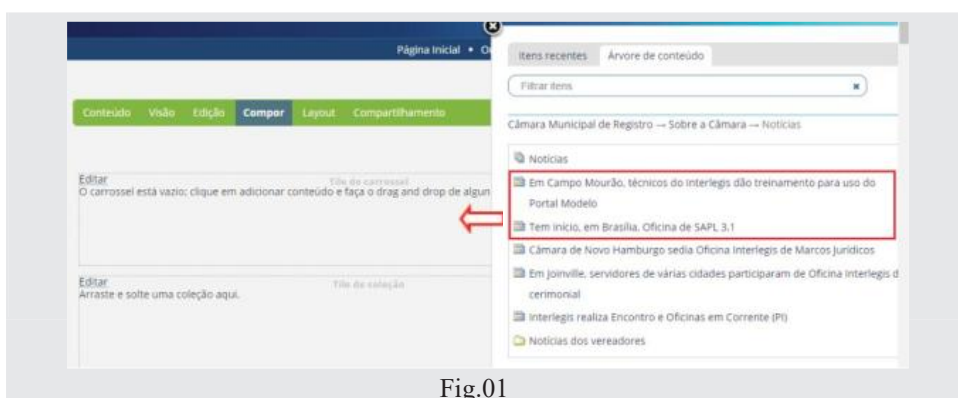 Página Inicial • O
Itens recentes Árvore de conteúdo
Filtrar itens
Conteúdo Visão Edição Compor Layout Compartilhamento
Câmara Municipal de Registro → Sobre a Câmara → Notícias
Notícias
Editar
Tile de carrossel
O carrossel está vazio; clique em adicionar conteúdo e faça o drag and drop de algun
Em Campo Mourão, técnicos do Interlegis dão treinamento para uso do
Portal Modelo
Tem início, em Brasília, Oficina de SAPL 3.1
Câmara de Novo Hamburgo sedia Oficina Interlegis de Marcos Jurídicos
Editar
Tile de coleção
Arraste e solte uma coleção aqui.
Em Joinville, servidores de várias cidades participaram de Oficina Interlegis d
cerimonial
Interlegis realiza Encontro e Oficinas em Corrente (PI)
Notícias dos vereadores
Fig.01